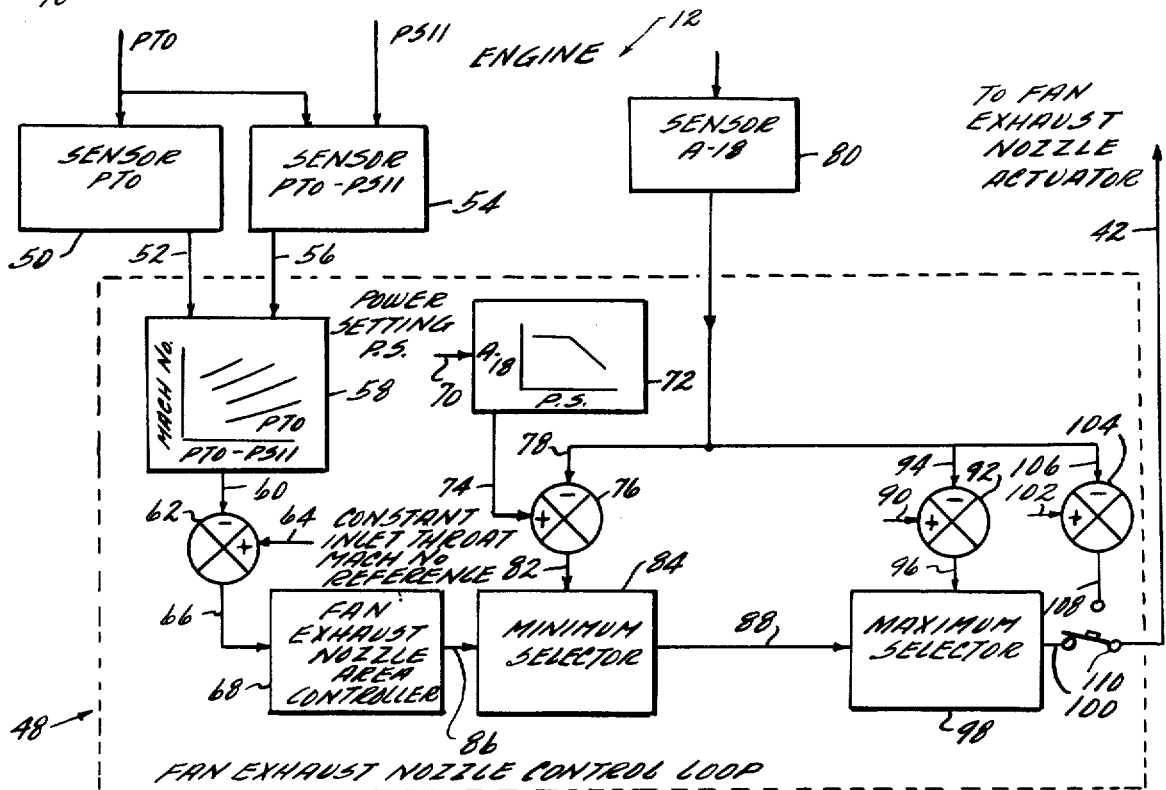 PTO
PS11
ENGINE
12
SENSOR
PTO
50
SENSOR
PTO-PS11
54
SENSOR
A-18
80
TO FAN
EXHAUST
NOZZLE
ACTUATOR
42
52
56
POWER
SETTING
P.S.
70
MACH No.
PTO
PTO-PS11
58
A-18
P.S.
72
60
74
78
-
+
76
94
90
-
+
92
102
106
-
+
104
62
-
+
64
CONSTANT
INLET THROAT
MACH NO
REFERENCE
82
84
96
108
66
FAN
EXHAUST
NOZZLE
AREA
CONTROLLER
68
86
MINIMUM
SELECTOR
88
MAXIMUM
SELECTOR
98
110
100
48
FAN EXHAUST NOZZLE CONTROL LOOP